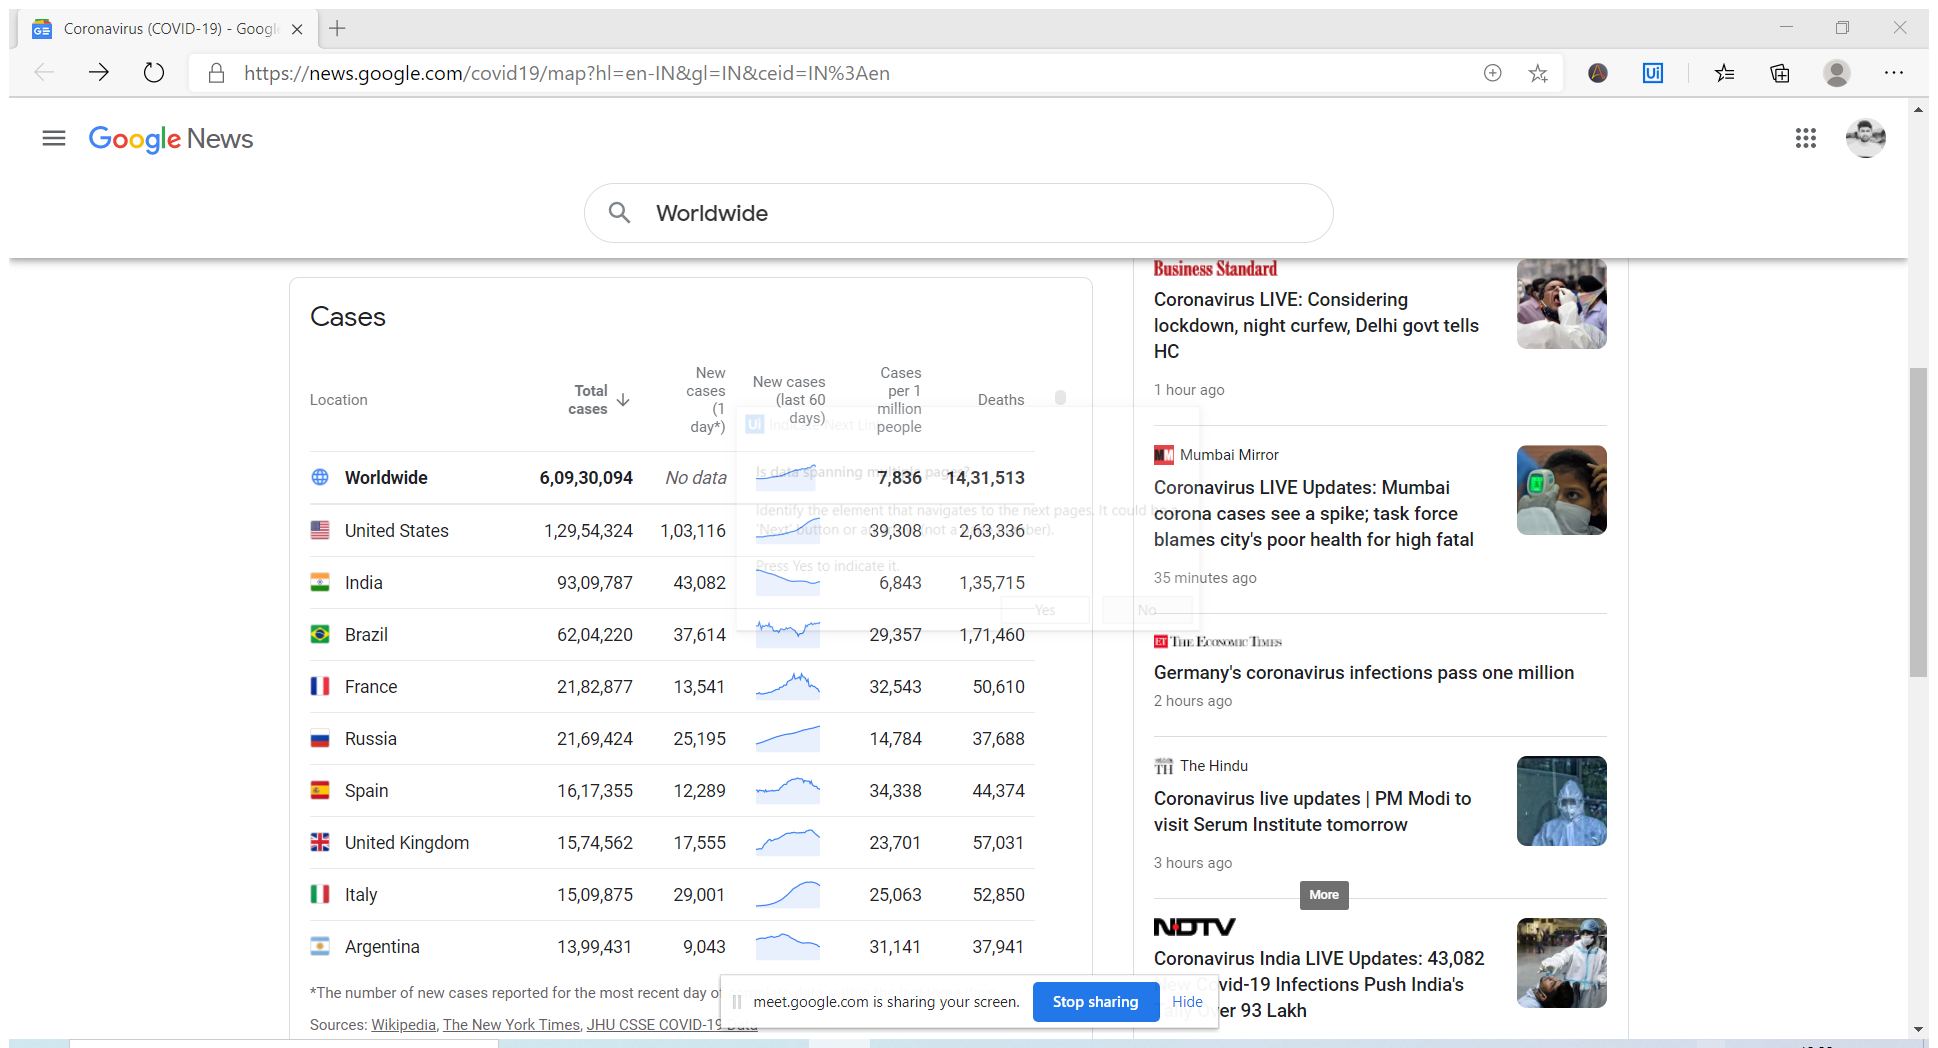 Coronavirus (COVID-19) - Googl
https://news.google.com/covid19/map?hl=en-IN&gl=IN&ceid=IN%3Aen
Google News
Worldwide
Cases
Location Total cases New cases (1 day*) New cases (last 60 days) Cases per 1 million people Deaths
Worldwide 6,09,30,094 No data 7,836 14,31,513
United States 1,29,54,324 1,03,116 39,308 2,63,336
India 93,09,787 43,082 6,843 1,35,715
Brazil 62,04,220 37,614 29,357 1,71,460
France 21,82,877 13,541 32,543 50,610
Russia 21,69,424 25,195 14,784 37,688
Spain 16,17,355 12,289 34,338 44,374
United Kingdom 15,74,562 17,555 23,701 57,031
Italy 15,09,875 29,001 25,063 52,850
Argentina 13,99,431 9,043 31,141 37,941
*The number of new cases reported for the most recent day of
Sources: Wikipedia, The New York Times, JHU CSSE COVID-19 Data
Ui Indicate Next Link
Is data spanning multiple pages?
Identify the element that navigates to the next pages. It could be
'Next' button or an (not a
Press Yes to indicate it.
Yes No
Business Standard
Coronavirus LIVE: Considering
lockdown, night curfew, Delhi govt tells
HC
1 hour ago
Mumbai Mirror
Coronavirus LIVE Updates: Mumbai
corona cases see a spike; task force
blames city's poor health for high fatal
35 minutes ago
ET THE ECONOMIC TIMES
Germany's coronavirus infections pass one million
2 hours ago
TH The Hindu
Coronavirus live updates | PM Modi to
visit Serum Institute tomorrow
3 hours ago
More
NDTV
Coronavirus India LIVE Updates: 43,082
New Covid-19 Infections Push India's
Tally Over 93 Lakh
meet.google.com is sharing your screen. Stop sharing Hide